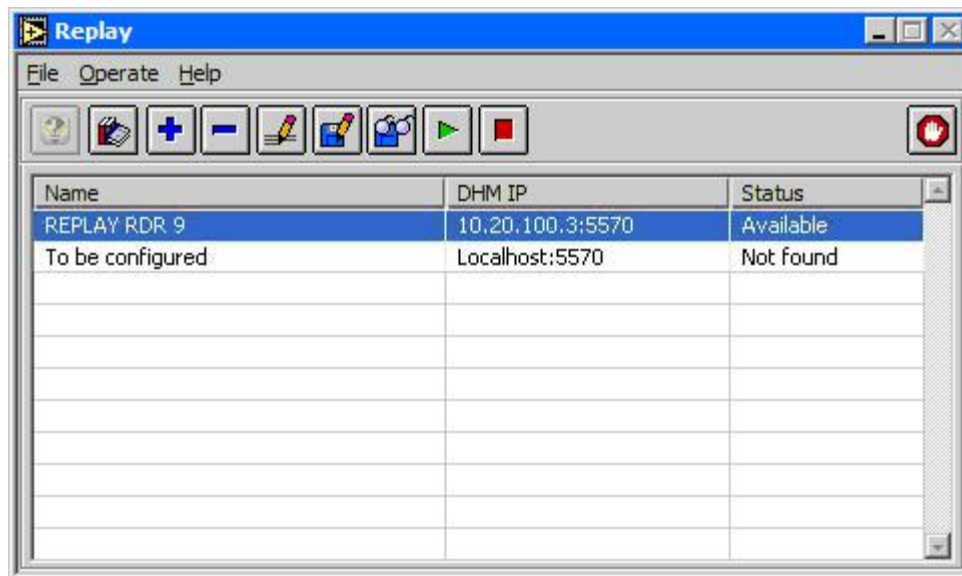 Replay
File Operate Help
Name DHM IP Status
REPLAY RDR 9 10.20.100.3:5570 Available
To be configured Localhost:5570 Not found